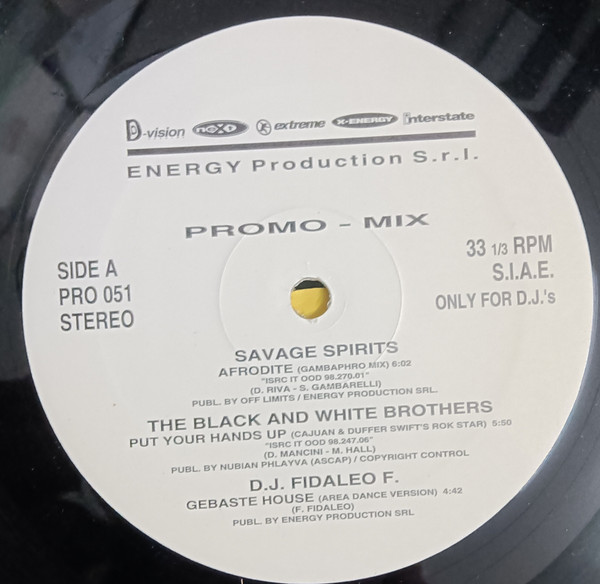 D-vision next extreme X-ENERGY interstate
ENERGY Production S.r.l.
PROMO - MIX
SIDE A
PRO 051
STEREO
33 1/3 RPM
S.I.A.E.
ONLY FOR D.J.'s
SAVAGE SPIRITS
AFRODITE (GAMBAPHRO MIX) 6:02
"ISRC IT OOD 98.270.01"
(D. RIVA - S. GAMBARELLI)
PUBL. BY OFF LIMITS / ENERGY PRODUCTION SRL.
THE BLACK AND WHITE BROTHERS
PUT YOUR HANDS UP (CAJUAN & DUFFER SWIFT'S ROK STAR) 5:50
"ISRC IT OOD 98.247.06"
(D. MANCINI - M. HALL)
PUBL. BY NUBIAN PHLAYVA (ASCAP) / COPYRIGHT CONTROL
D.J. FIDALEO F.
GEBASTE HOUSE (AREA DANCE VERSION) 4:42
(F. FIDALEO)
PUBL. BY ENERGY PRODUCTION SRL